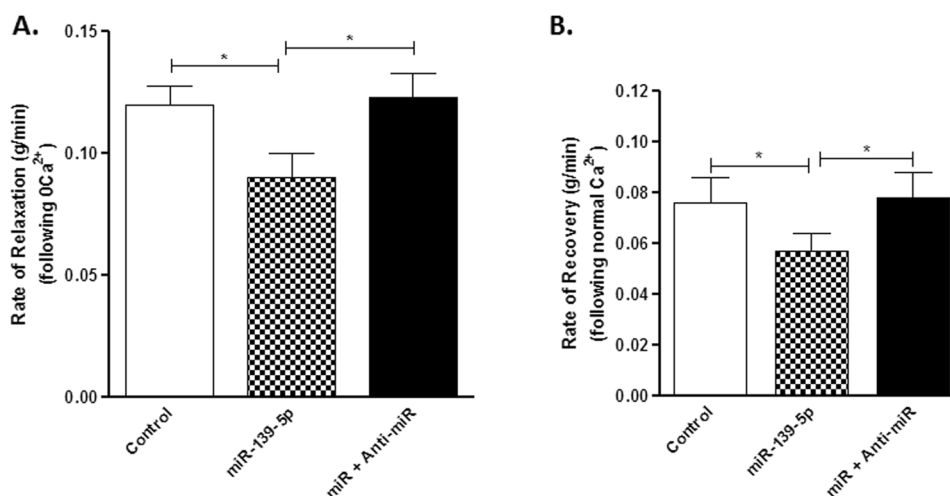 A.
Rate of Relaxation (g/min)
(following 0Ca²⁺)
0.15
0.10
0.05
0.00
*
*
Control
miR-139-5p
miR + Anti-miR
B.
Rate of Recovery (g/min)
(following normal Ca²⁺)
0.12
0.10
0.08
0.06
0.04
0.02
0.00
*
*
Control
miR-139-5p
miR + Anti-miR